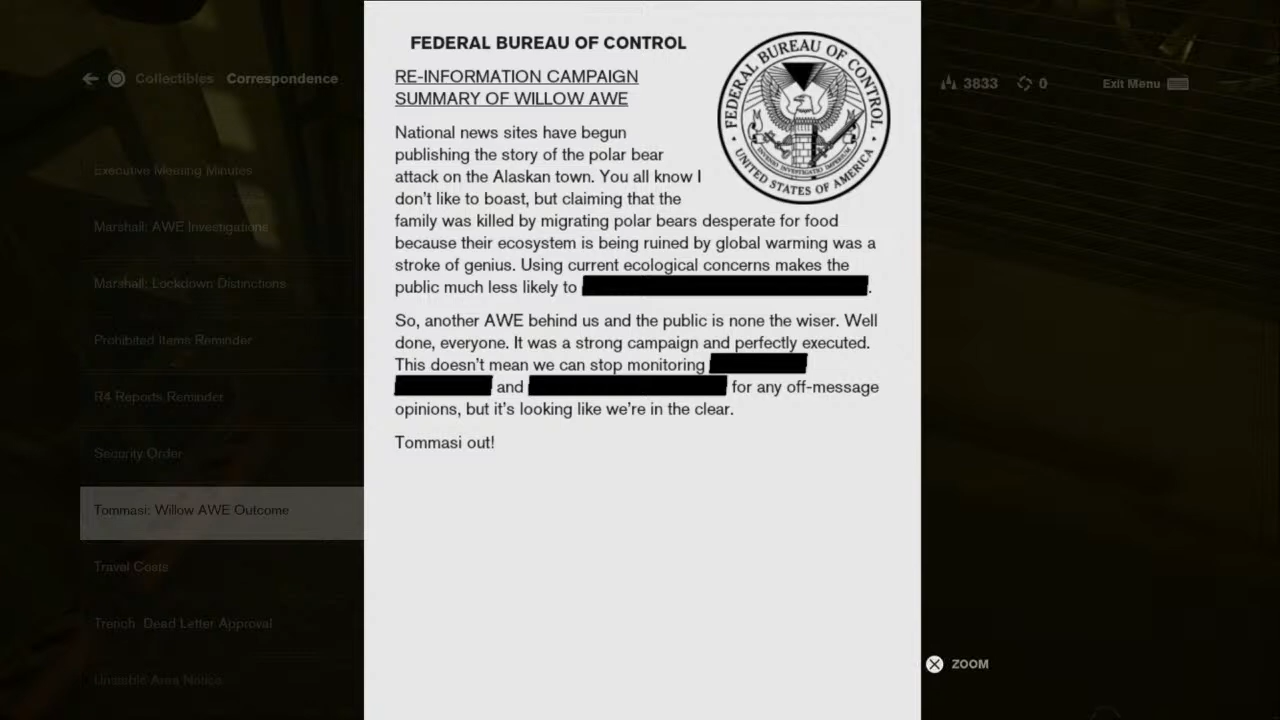 FEDERAL BUREAU OF CONTROL
RE-INFORMATION CAMPAIGN
SUMMARY OF WILLOW AWE
National news sites have begun
publishing the story of the polar bear
attack on the Alaskan town. You all know I
don't like to boast, but claiming that the
family was killed by migrating polar bears desperate for food
because their ecosystem is being ruined by global warming was a
stroke of genius. Using current ecological concerns makes the
public much less likely to .
So, another AWE behind us and the public is none the wiser. Well
done, everyone. It was a strong campaign and perfectly executed.
This doesn't mean we can stop monitoring
and for any off-message
opinions, but it's looking like we're in the clear.
Tommasi out!
FEDERAL BUREAU OF CONTROL
UNITED STATES OF AMERICA
Collectibles Correspondence
3833 0 Exit Menu
Executive Meeting Minutes
Marshall: AWE Investigations
Marshall: Lockdown Distinctions
Prohibited Items Reminder
R4 Reports Reminder
Security Order
Tommasi: Willow AWE Outcome
Travel Costs
Trench: Dead Letter Approval
Unstable Area Notice
ZOOM